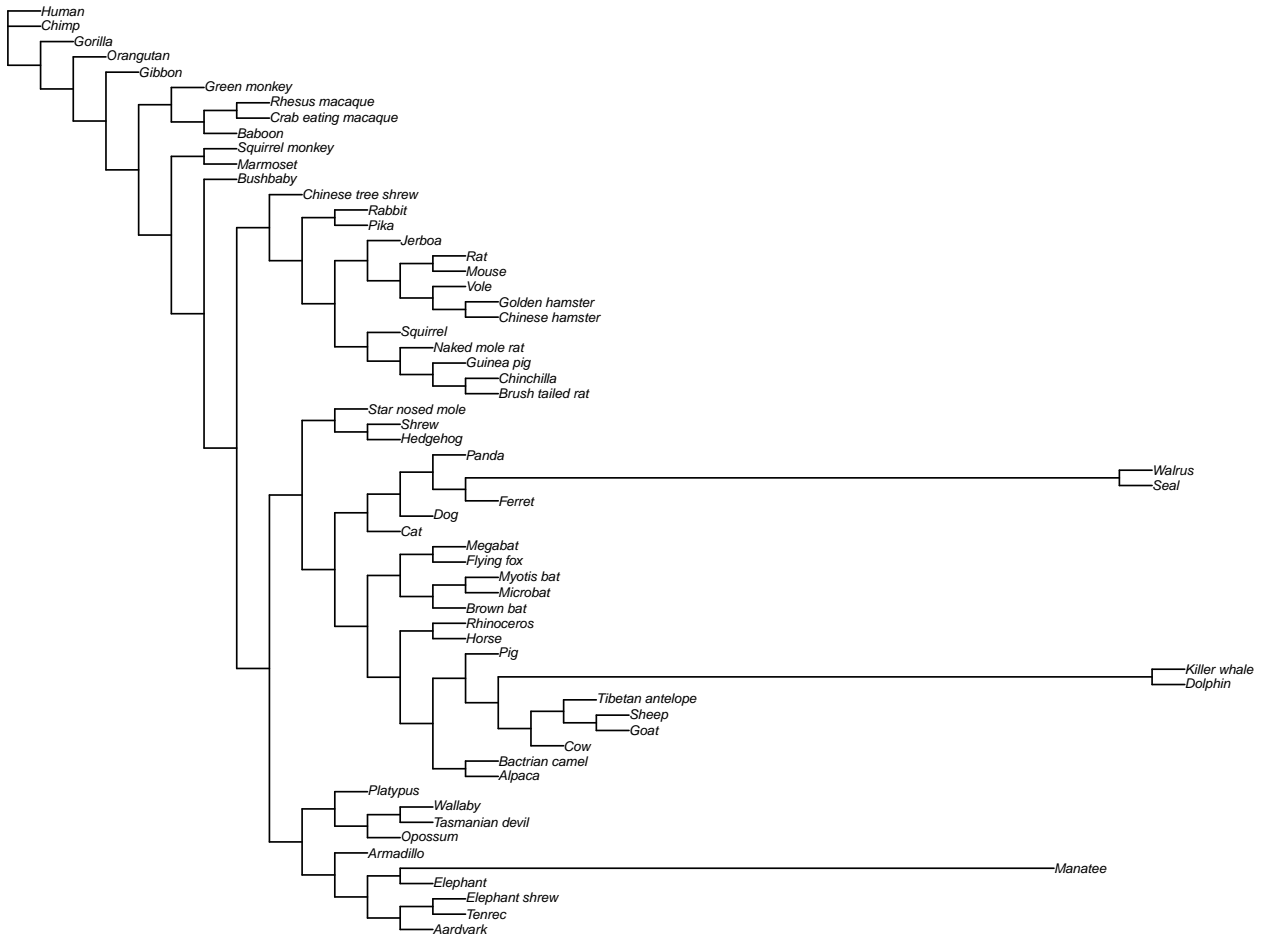 Human
Chimp
Gorilla
Orangutan
Gibbon
Green monkey
Rhesus macaque
Crab eating macaque
Baboon
Squirrel monkey
Marmoset
Bushbaby
Chinese tree shrew
Rabbit
Pika
Jerboa
Rat
Mouse
Vole
Golden hamster
Chinese hamster
Squirrel
Naked mole rat
Guinea pig
Chinchilla
Brush tailed rat
Star nosed mole
Shrew
Hedgehog
Panda
Walrus
Seal
Ferret
Dog
Cat
Megabat
Flying fox
Myotis bat
Microbat
Brown bat
Rhinoceros
Horse
Pig
Killer whale
Dolphin
Tibetan antelope
Sheep
Goat
Cow
Bactrian camel
Alpaca
Platypus
Wallaby
Tasmanian devil
Opossum
Armadillo
Manatee
Elephant
Elephant shrew
Tenrec
Aardvark